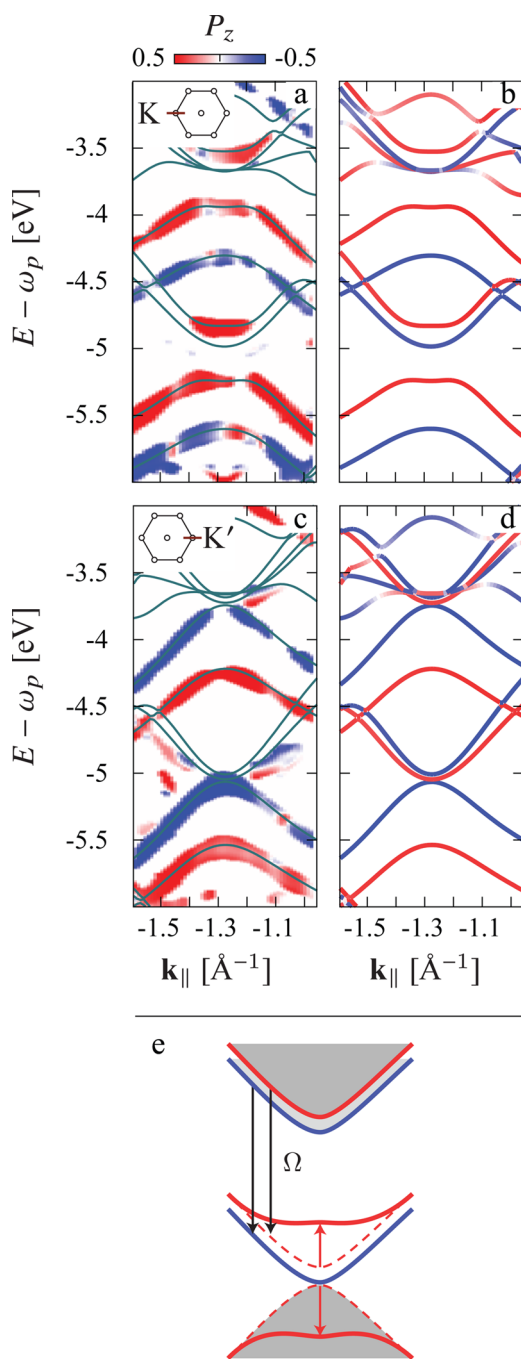 P_z
0.5 -0.5
K a b
-3.5
-4
-4.5
-5
-5.5
E − ω_p [eV]
K′ c d
-3.5
-4
-4.5
-5
-5.5
E − ω_p [eV]
-1.5 -1.3 -1.1 -1.5 -1.3 -1.1
k_∥ [Å⁻¹] k_∥ [Å⁻¹]
e
Ω